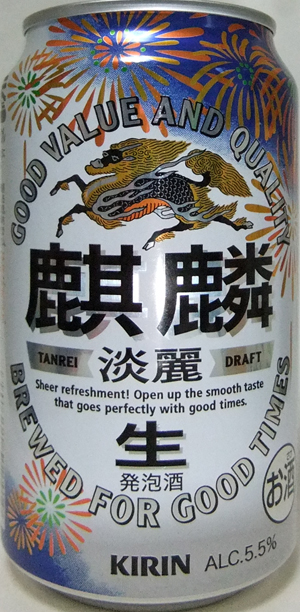 GOOD VALUE AND QUALITY
麒麟
TANREI 淡麗 DRAFT
Sheer refreshment! Open up the smooth taste
that goes perfectly with good times.
生
発泡酒
BREWED FOR GOOD TIMES
お酒
KIRIN ALC.5.5%